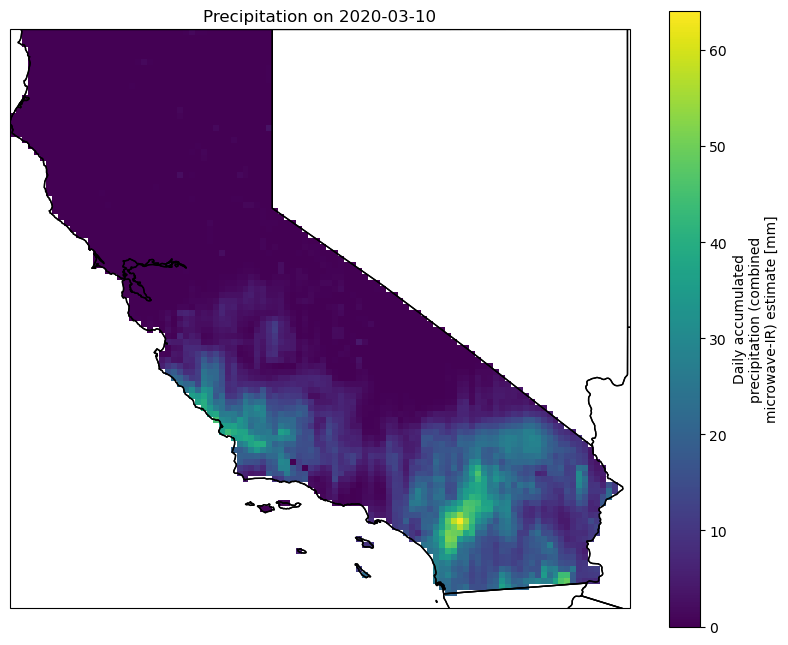 Precipitation on 2020-03-10
60
50
40
30
20
10
0
Daily accumulated
precipitation (combined
microwave-IR) estimate [mm]